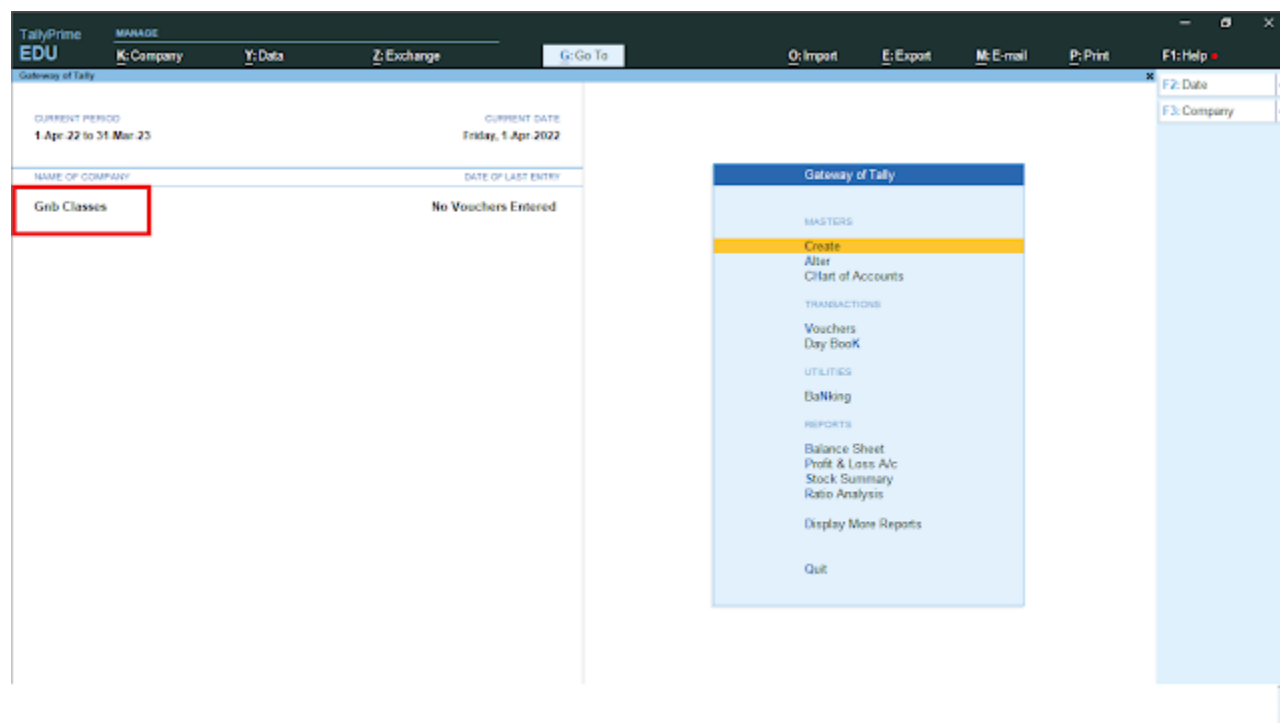 TallyPrime MANAGE
EDU K: Company Y: Data Z: Exchange G: Go To O: Import E: Export M: E-mail P: Print F1: Help
Gateway of Tally
F2: Date
F3: Company
CURRENT PERIOD CURRENT DATE
1-Apr-22 to 31-Mar-23 Friday, 1-Apr-2022
NAME OF COMPANY DATE OF LAST ENTRY
Gnb Classes No Vouchers Entered
Gateway of Tally
MASTERS
Create
Alter
CHart of Accounts
TRANSACTIONS
Vouchers
Day BooK
UTILITIES
BaNking
REPORTS
Balance Sheet
Profit & Loss A/c
Stock Summary
Ratio Analysis
Display More Reports
Quit